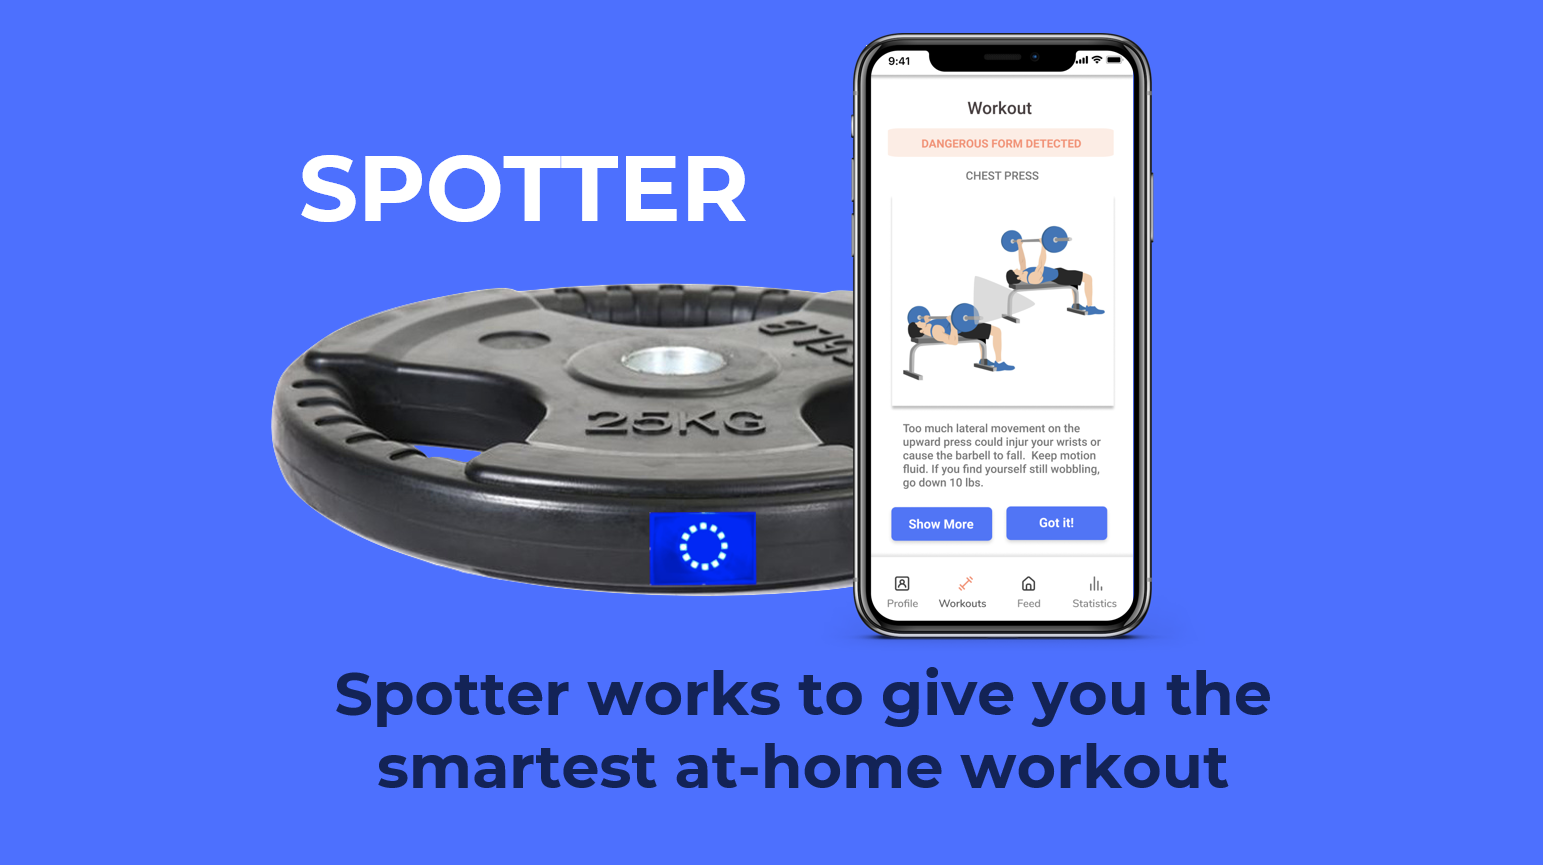 SPOTTER
25KG
9:41
Workout
DANGEROUS FORM DETECTED
CHEST PRESS
Too much lateral movement on the
upward press could injur your wrists or
cause the barbell to fall. Keep motion
fluid. If you find yourself still wobbling,
go down 10 lbs.
Show More
Got it!
Profile
Workouts
Feed
Statistics
Spotter works to give you the
smartest at-home workout